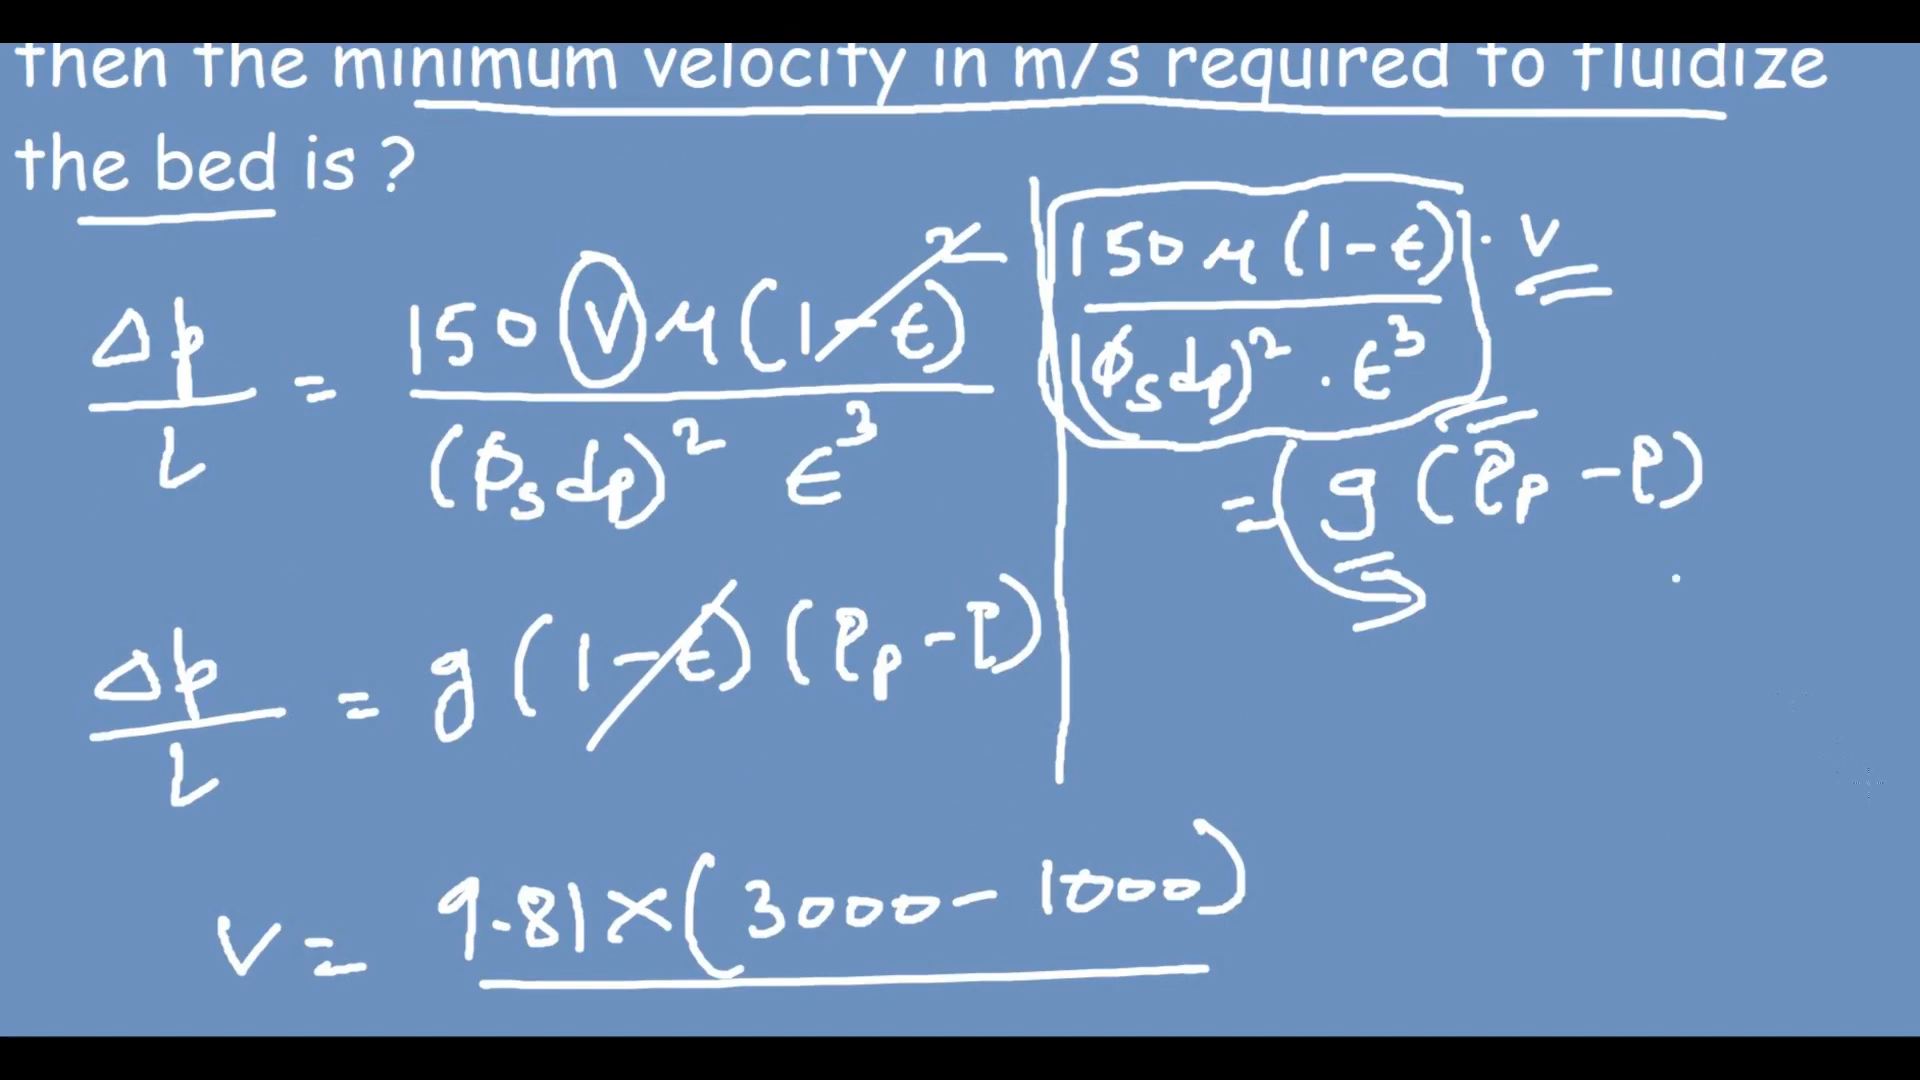 then the minimum velocity in m/s required to fluidize
the bed is ?
Δp/L = 150 V μ (1-ε)² / (ϕs dp)² ε³
Δp/L = g (1-ε) (ρp - ρ)
150 μ (1-ε) / (ϕs dp)² · ε³ · V
= g (ρp - ρ)
V = 9.81 × (3000 - 1000)